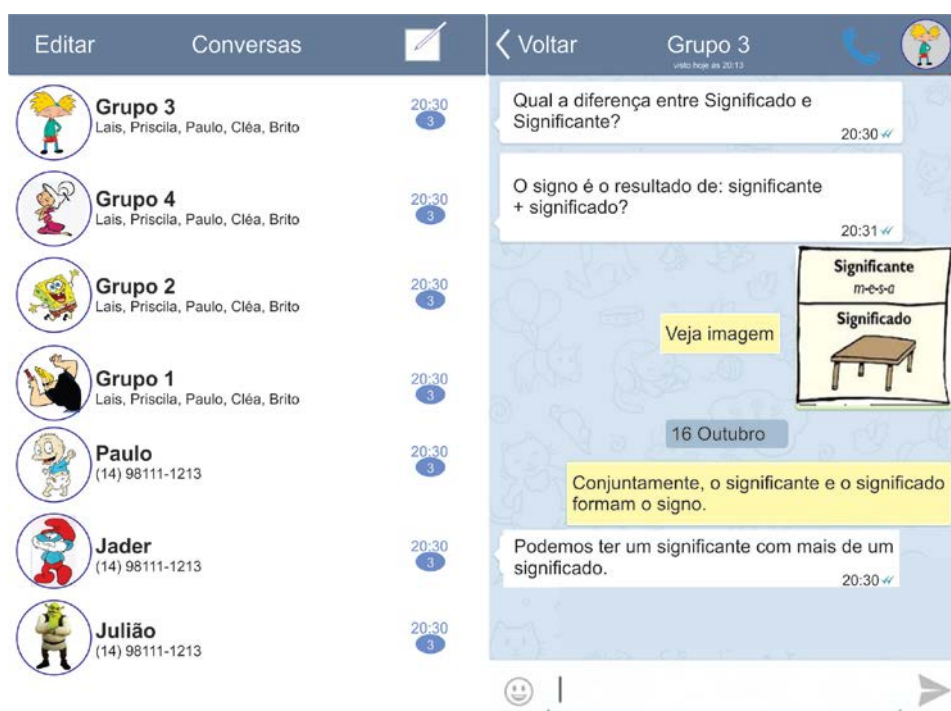 Editar
Conversas
Grupo 3
Lais, Priscila, Paulo, Cléa, Brito
20:30
3
Grupo 4
Lais, Priscila, Paulo, Cléa, Brito
20:30
3
Grupo 2
Lais, Priscila, Paulo, Cléa, Brito
20:30
3
Grupo 1
Lais, Priscila, Paulo, Cléa, Brito
20:30
3
Paulo
(14) 98111-1213
20:30
3
Jader
(14) 98111-1213
20:30
3
Julião
(14) 98111-1213
20:30
3
Voltar
Grupo 3
visto hoje as 20:13
Qual a diferença entre Significado e
Significante?
20:30
O signo é o resultado de: significante
+ significado?
20:31
Veja imagem
Significante
m-e-s-a
Significado
16 Outubro
Conjuntamente, o significante e o significado
formam o signo.
Podemos ter um significante com mais de um
significado.
20:30